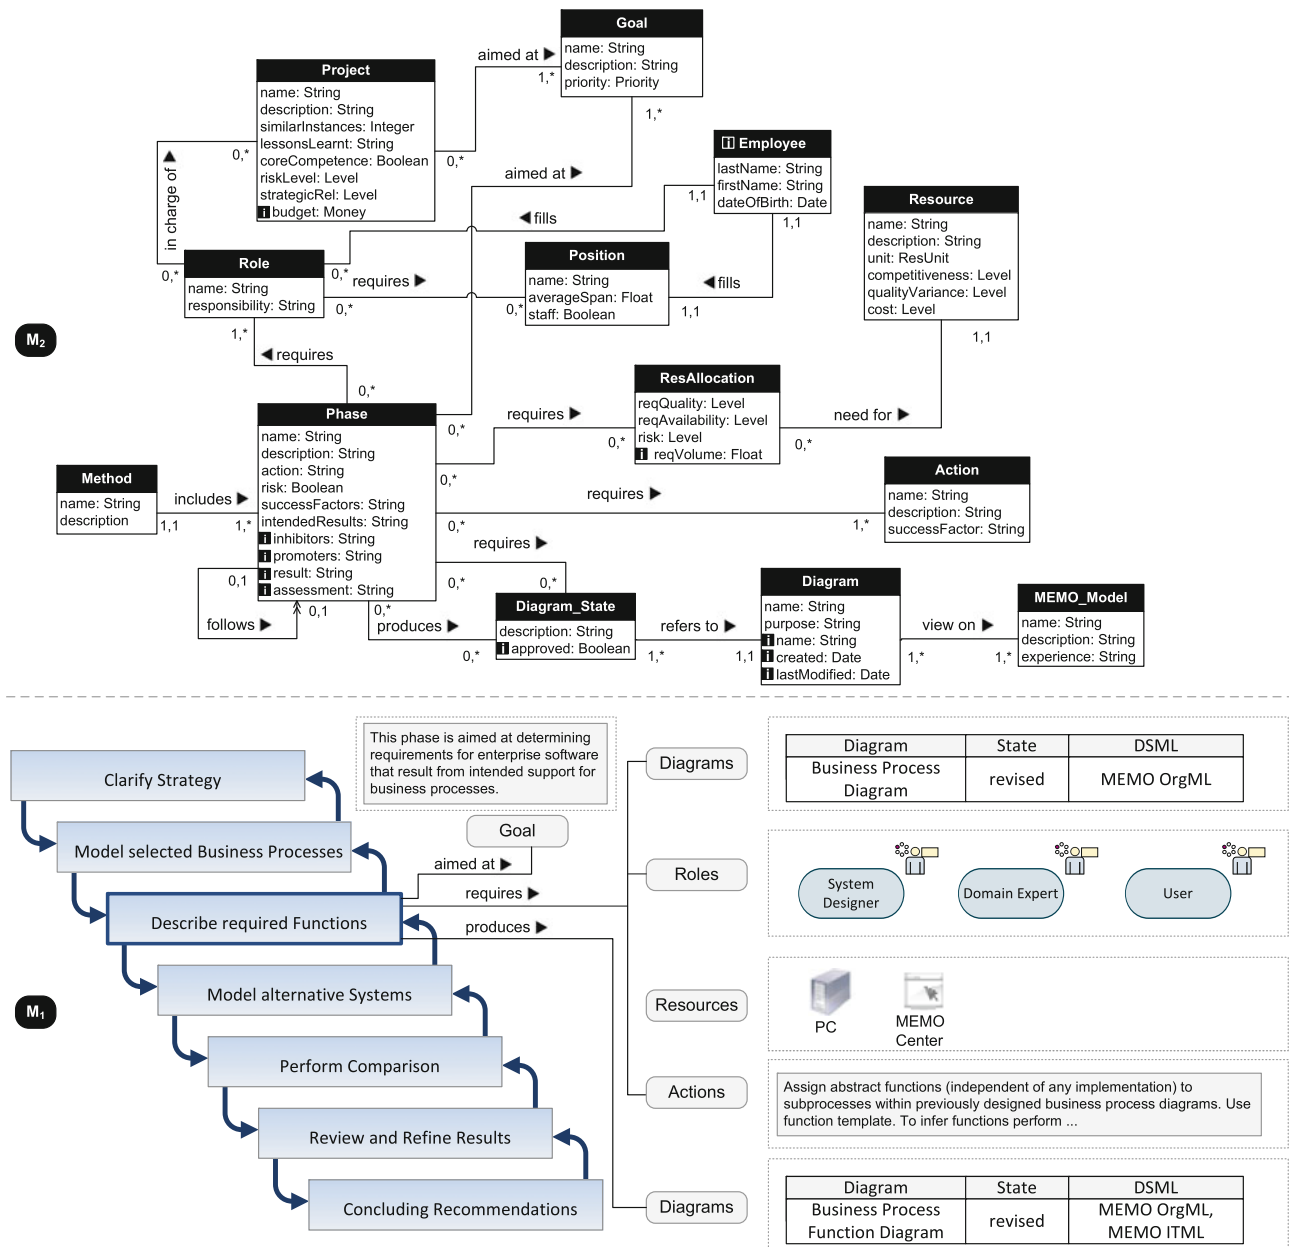 Goal
name: String
description: String
priority: Priority
aimed at
1,*
1,*
Project
name: String
description: String
similarInstances: Integer
lessonsLearnt: String
coreCompetence: Boolean
riskLevel: Level
strategicRel: Level
i budget: Money
0,*
0,*
in charge of
aimed at
i Employee
lastName: String
firstName: String
dateOfBirth: Date
1,1
1,1
fills
Resource
name: String
description: String
unit: ResUnit
competitiveness: Level
qualityVariance: Level
cost: Level
1,1
Role
name: String
responsibility: String
0,*
0,*
requires
0,*
1,*
Position
name: String
averageSpan: Float
staff: Boolean
0,*
fills
1,1
M2
requires
0,*
ResAllocation
reqQuality: Level
reqAvailability: Level
risk: Level
i reqVolume: Float
requires
0,*
need for
0,*
Phase
name: String
description: String
action: String
risk: Boolean
successFactors: String
intendedResults: String
i inhibitors: String
i promoters: String
i result: String
i assessment: String
0,*
0,*
Method
name: String
description
includes
1,1
1,*
requires
0,*
1,*
Action
name: String
description: String
successFactor: String
requires
0,*
0,*
0,1
0,1
follows
0,*
produces
0,*
Diagram_State
description: String
i approved: Boolean
refers to
1,*
1,1
Diagram
name: String
purpose: String
i name: String
i created: Date
i lastModified: Date
view on
1,*
1,*
MEMO_Model
name: String
description: String
experience: String
M1
Clarify Strategy
Model selected Business Processes
Describe required Functions
Model alternative Systems
Perform Comparison
Review and Refine Results
Concluding Recommendations
This phase is aimed at determining
requirements for enterprise software
that result from intended support for
business processes.
Goal
aimed at
requires
produces
Diagrams
Diagram State DSML
Business Process
Diagram
revised
MEMO OrgML
Roles
System
Designer
Domain Expert
User
Resources
PC
MEMO
Center
Actions
Assign abstract functions (independent of any implementation) to
subprocesses within previously designed business process diagrams. Use
function template. To infer functions perform ...
Diagrams
Diagram State DSML
Business Process
Function Diagram
revised
MEMO OrgML,
MEMO ITML